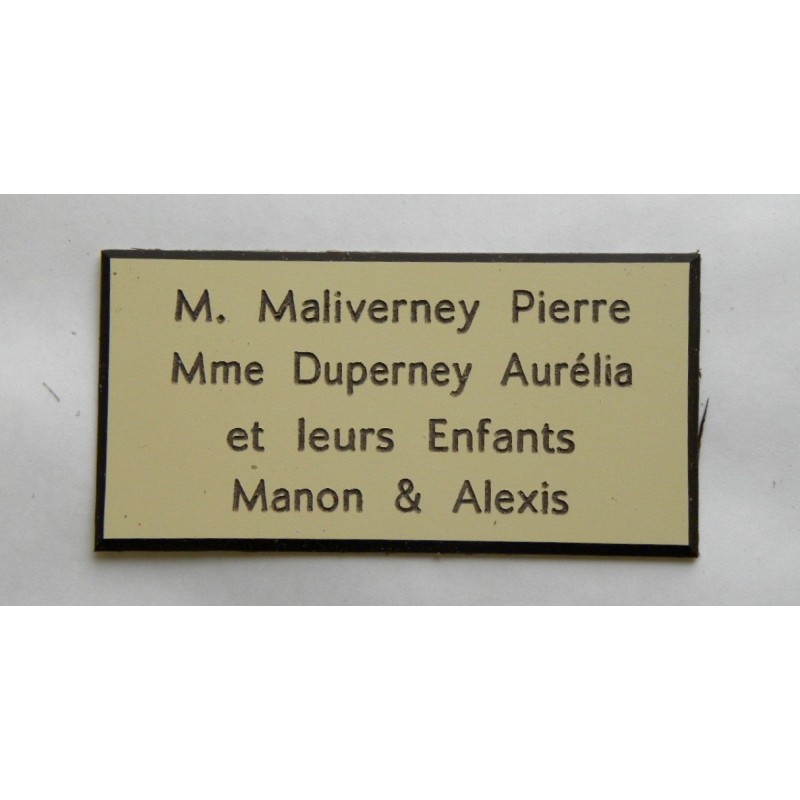 M. Maliverney Pierre
Mme Duperney Aurélia
et leurs Enfants
Manon & Alexis